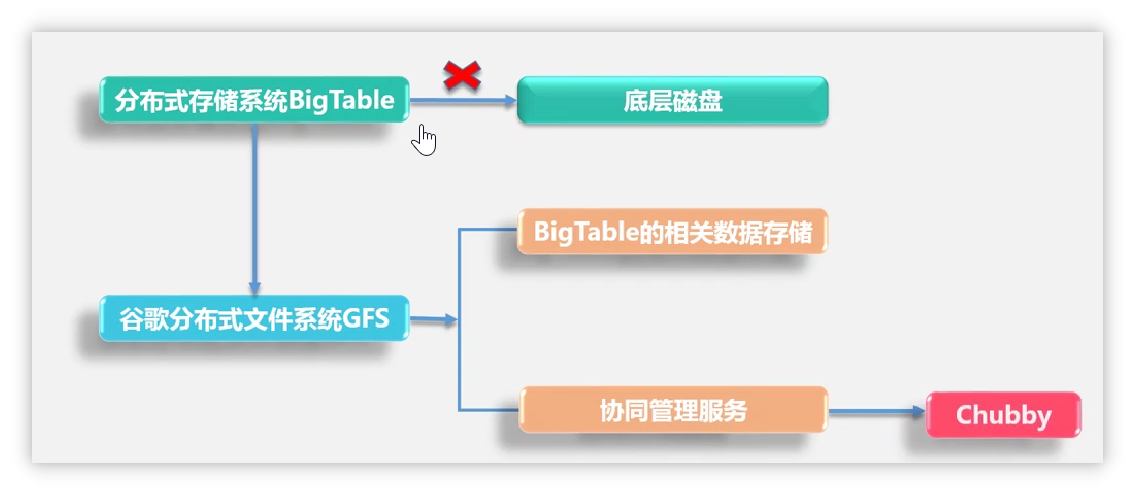 分布式存储系统BigTable
底层磁盘
BigTable的相关数据存储
谷歌分布式文件系统GFS
协同管理服务
Chubby